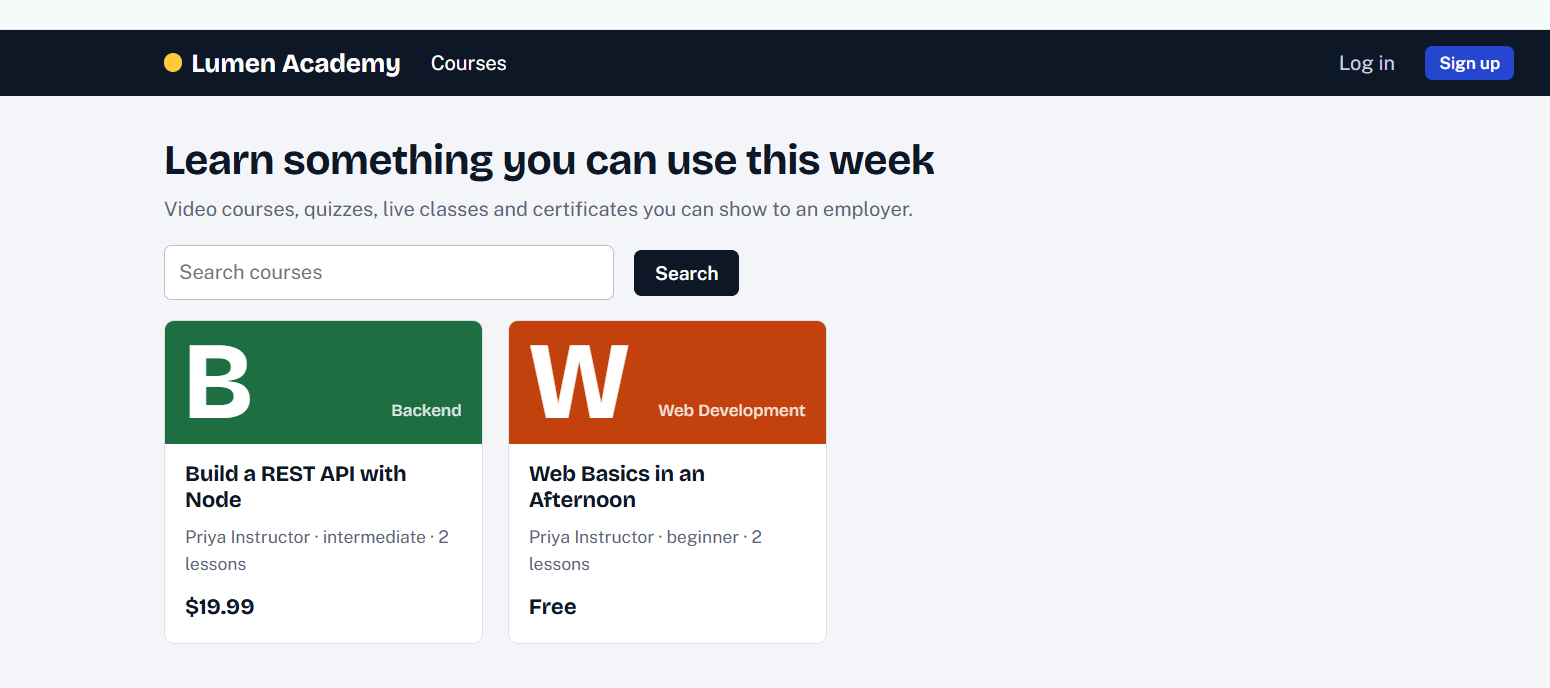 Lumen Academy Courses Log in Sign up
Learn something you can use this week
Video courses, quizzes, live classes and certificates you can show to an employer.
Search courses Search
B Backend
Build a REST API with
Node
Priya Instructor · intermediate · 2
lessons
$19.99
W Web Development
Web Basics in an
Afternoon
Priya Instructor · beginner · 2
lessons
Free